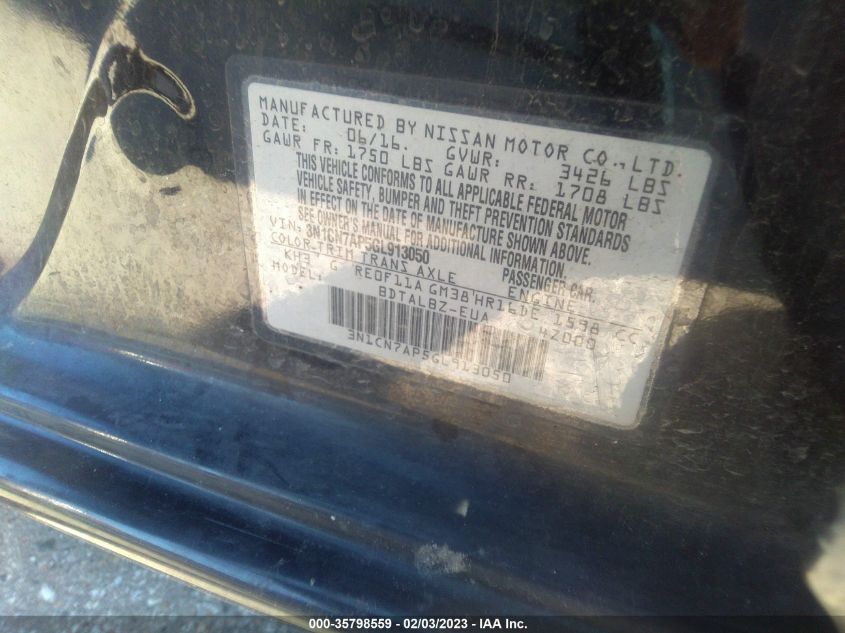 MANUFACTURED BY NISSAN MOTOR CO.,LTD.
DATE: 06/16. GVWR: 3426 LBS
GAWR FR: 1750 LBS GAWR RR: 1708 LBS
THIS VEHICLE CONFORMS TO ALL APPLICABLE FEDERAL MOTOR
VEHICLE SAFETY, BUMPER AND THEFT PREVENTION STANDARDS
IN EFFECT ON THE DATE OF MANUFACTURE SHOWN ABOVE.
SEE OWNER'S MANUAL FOR ADDITIONAL INFORMATION.
VIN: 3N1CN7AP5GL913050 PASSENGER CAR
COLOR-TRIM TRANS AXLE ENGINE
KH3 G RE0F11A GM38 HR16DE 1598 CC
MODEL: BDTALBZ-EUA 42000
3N1CN7AP5GL913050
000-35798559 - 02/03/2023 - IAA Inc.